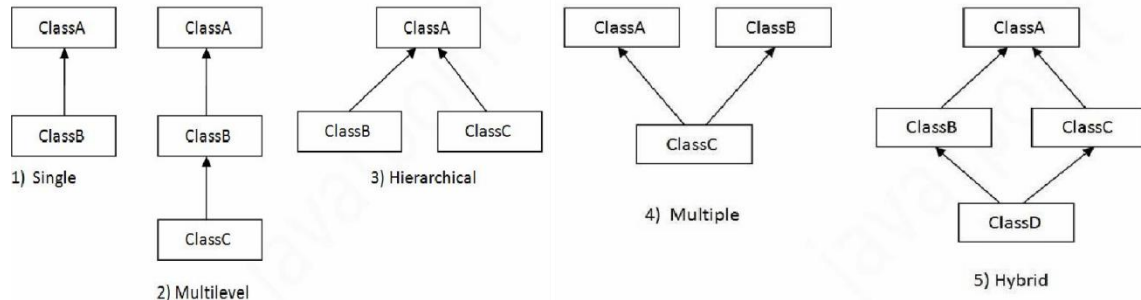 ClassA
ClassB
1) Single
ClassA
ClassB
ClassC
2) Multilevel
ClassA
ClassB
ClassC
3) Hierarchical
ClassA
ClassB
ClassC
4) Multiple
ClassA
ClassB
ClassC
ClassD
5) Hybrid